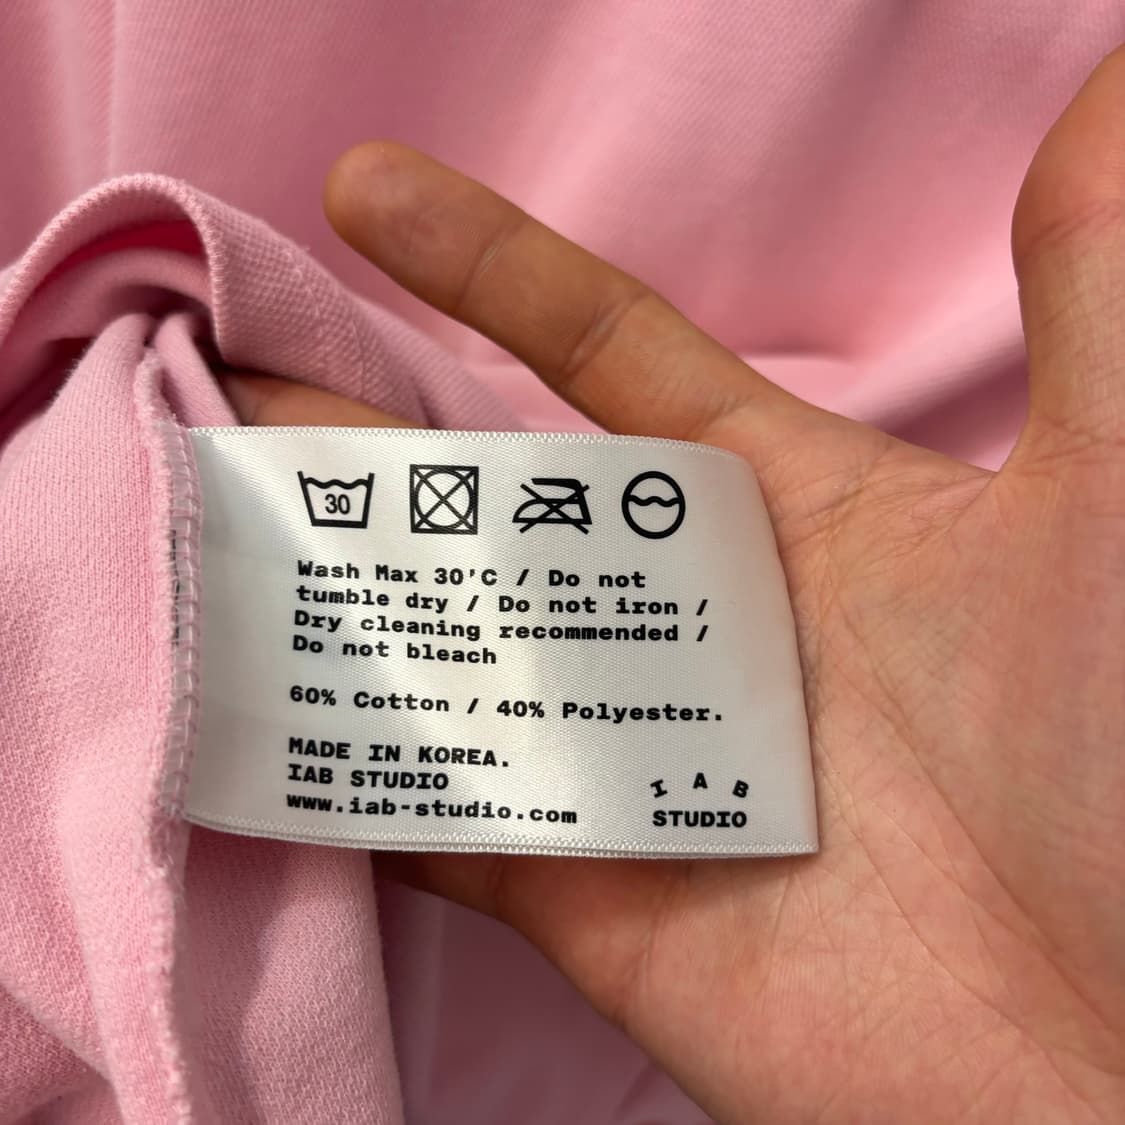 30
Wash Max 30'C / Do not
tumble dry / Do not iron /
Dry cleaning recommended /
Do not bleach
60% Cotton / 40% Polyester.
MADE IN KOREA.
IAB STUDIO
www.iab-studio.com
I A B
STUDIO